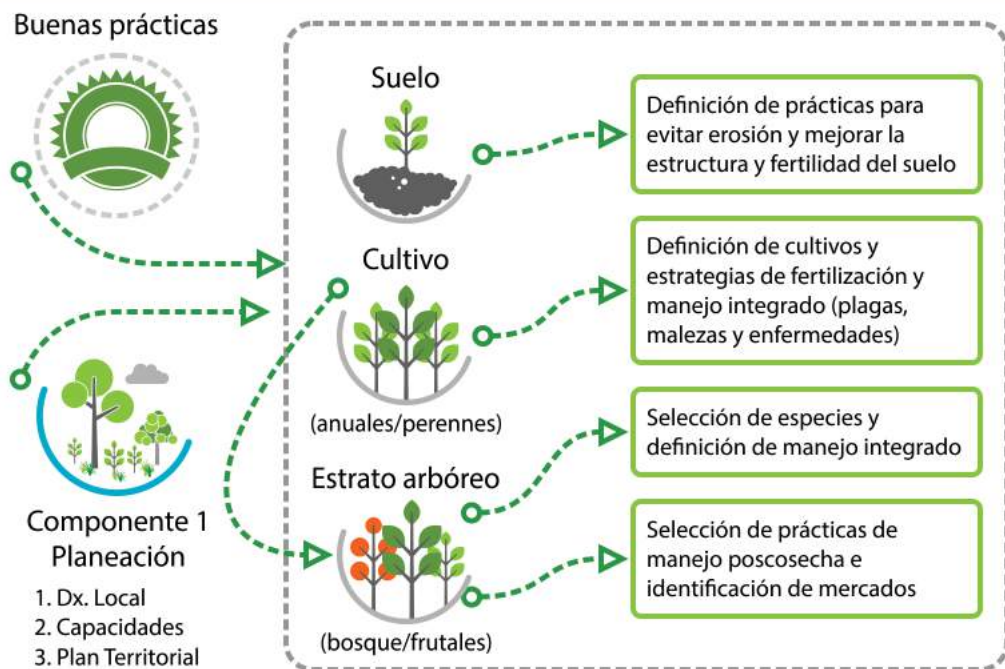 Buenas prácticas
Componente 1
Planeación
1. Dx. Local
2. Capacidades
3. Plan Territorial
Suelo
Definición de prácticas para
evitar erosión y mejorar la
estructura y fertilidad del suelo
Cultivo
(anuales/perennes)
Definición de cultivos y
estrategias de fertilización y
manejo integrado (plagas,
malezas y enfermedades)
Estrato arbóreo
(bosque/frutales)
Selección de especies y
definición de manejo integrado
Selección de prácticas de
manejo poscosecha e
identificación de mercados